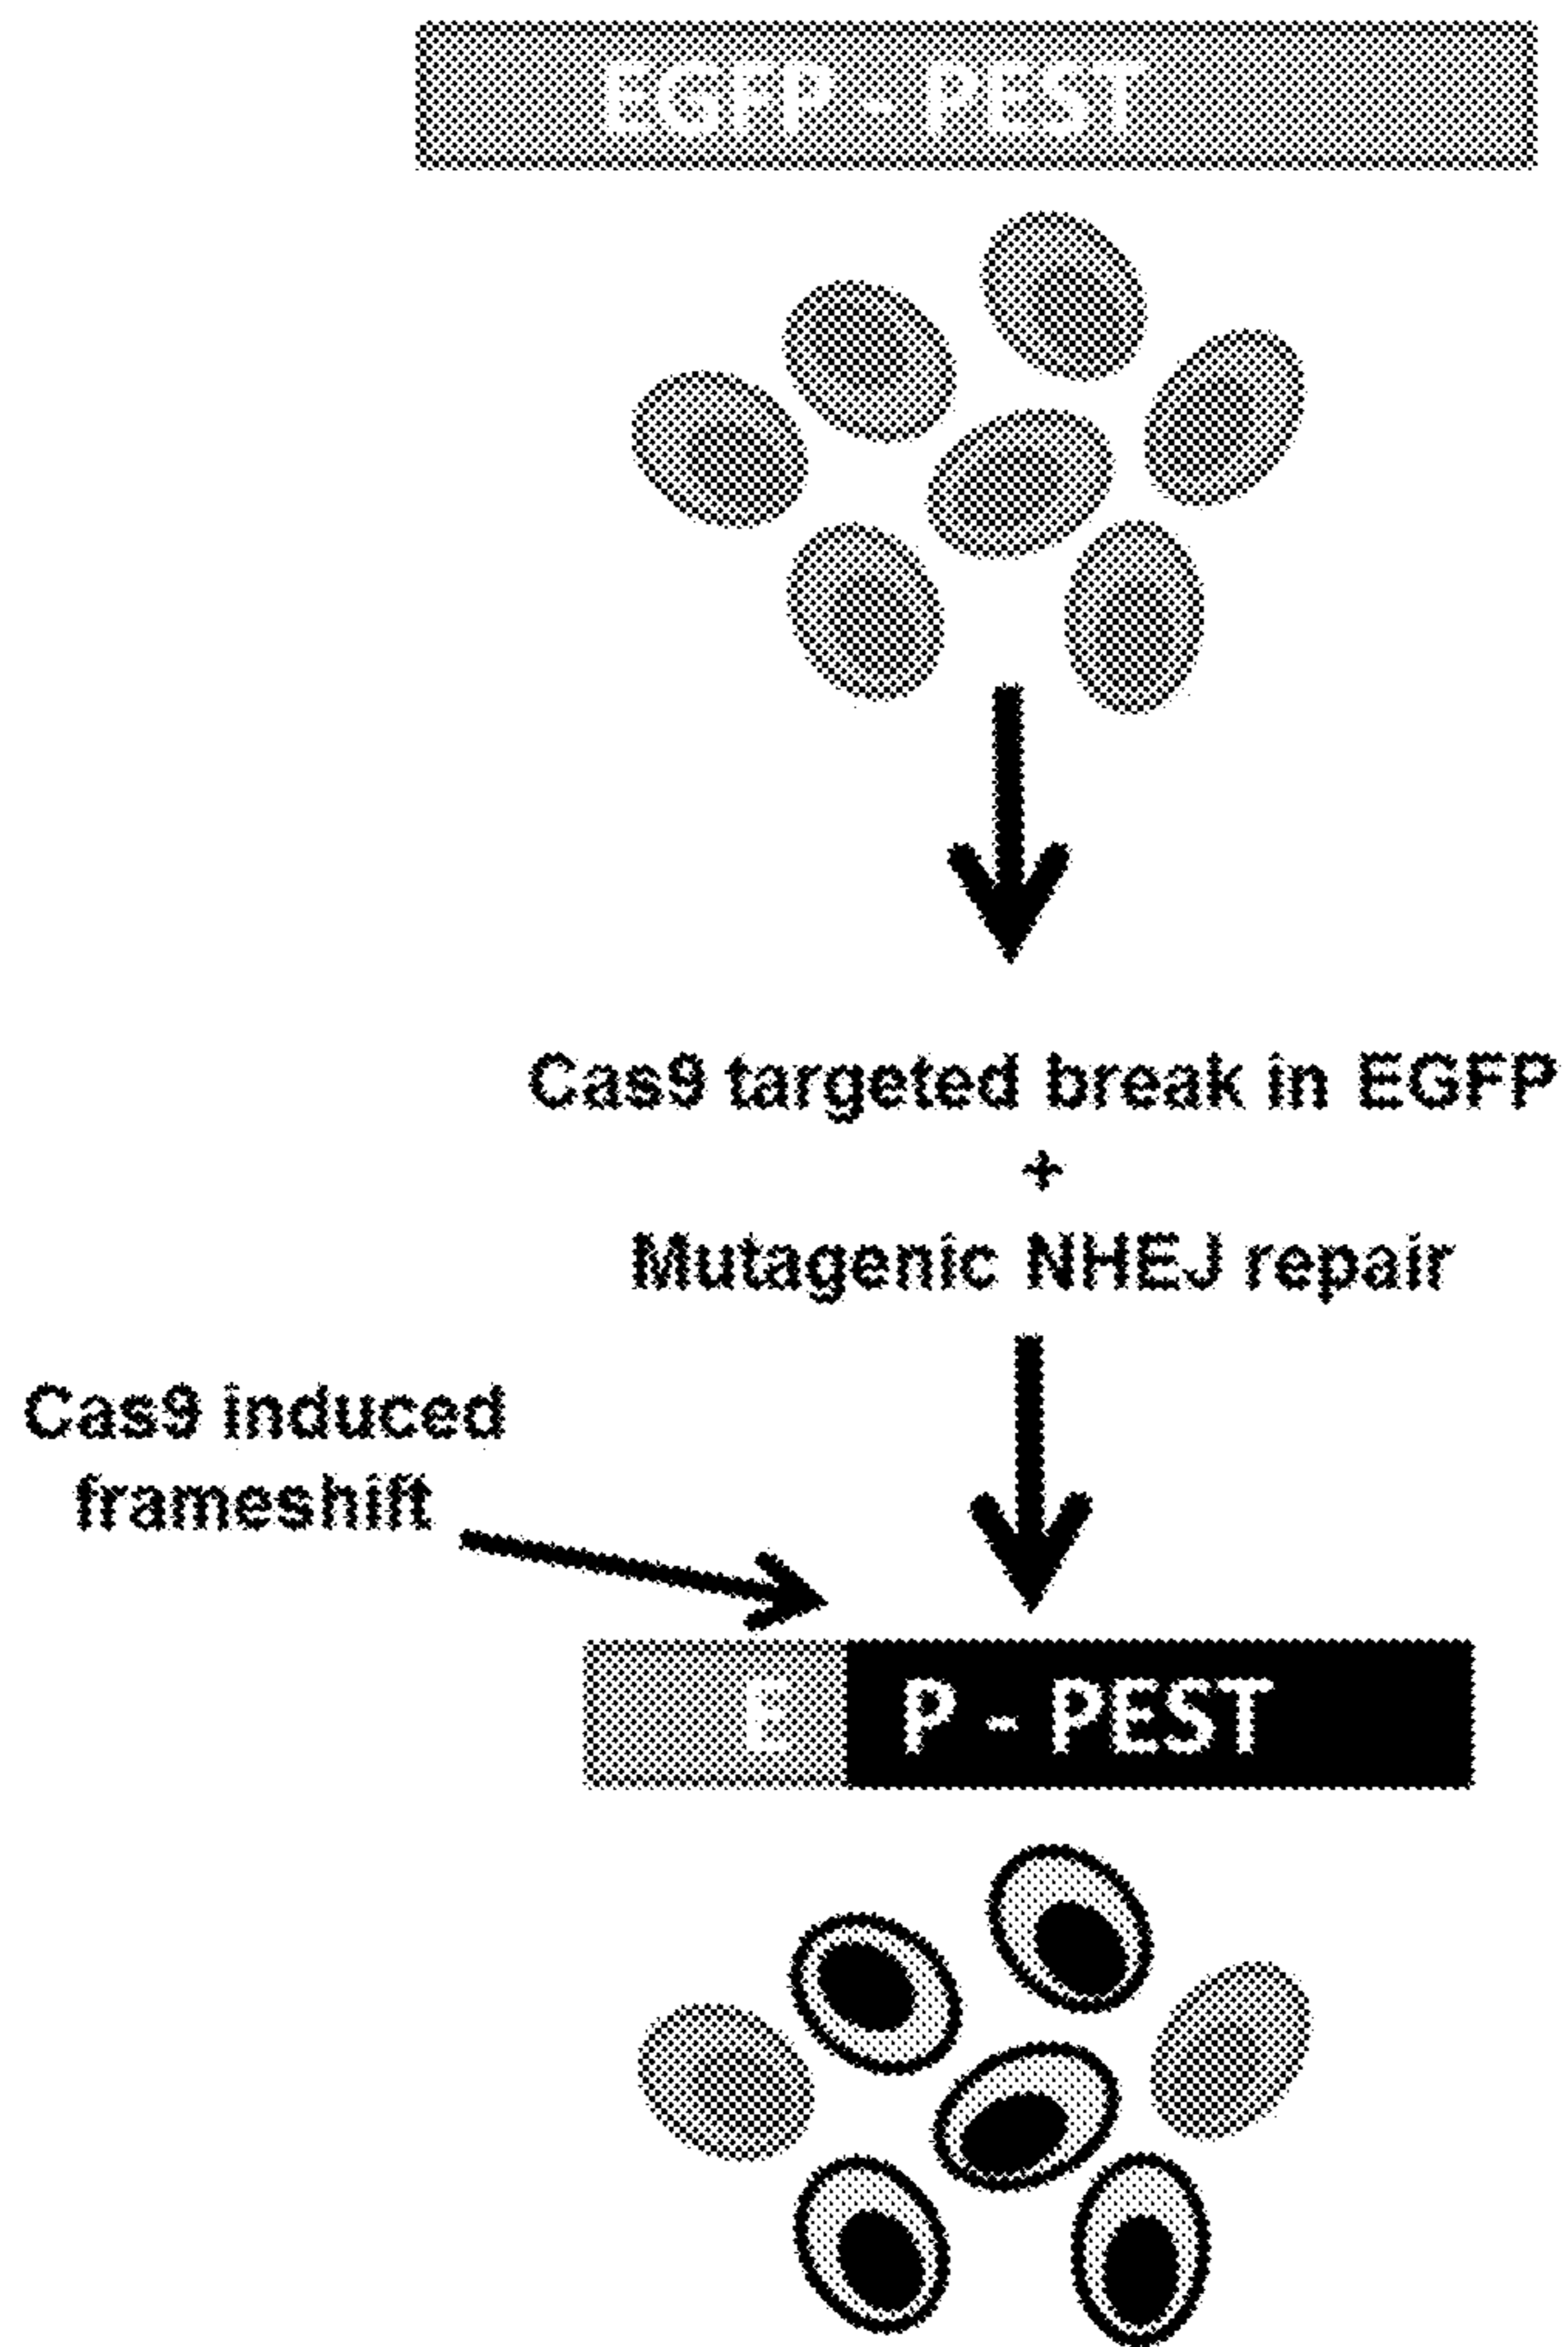 EGFP - PEST
Cas9 targeted break in EGFP
+
Mutagenic NHEJ repair
Cas9 induced
frameshift
E P - PEST